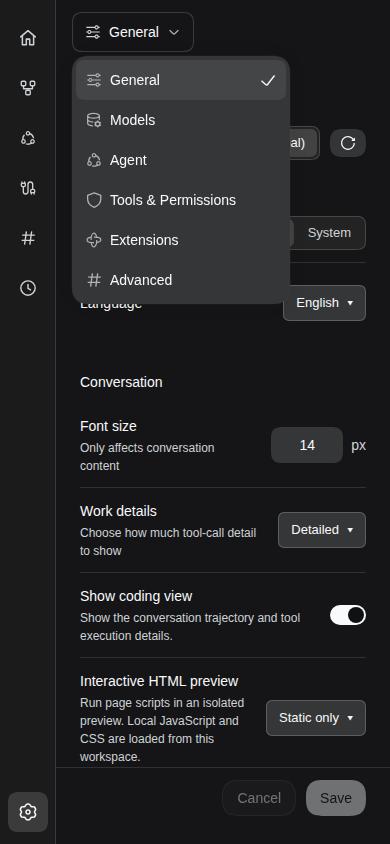 General
General
Models
Agent
Tools & Permissions
Extensions
Advanced
al)
System
Language
English
Conversation
Font size
Only affects conversation
content
14
px
Work details
Choose how much tool-call detail
to show
Detailed
Show coding view
Show the conversation trajectory and tool
execution details.
Interactive HTML preview
Run page scripts in an isolated
preview. Local JavaScript and
CSS are loaded from this
workspace.
Static only
Cancel
Save